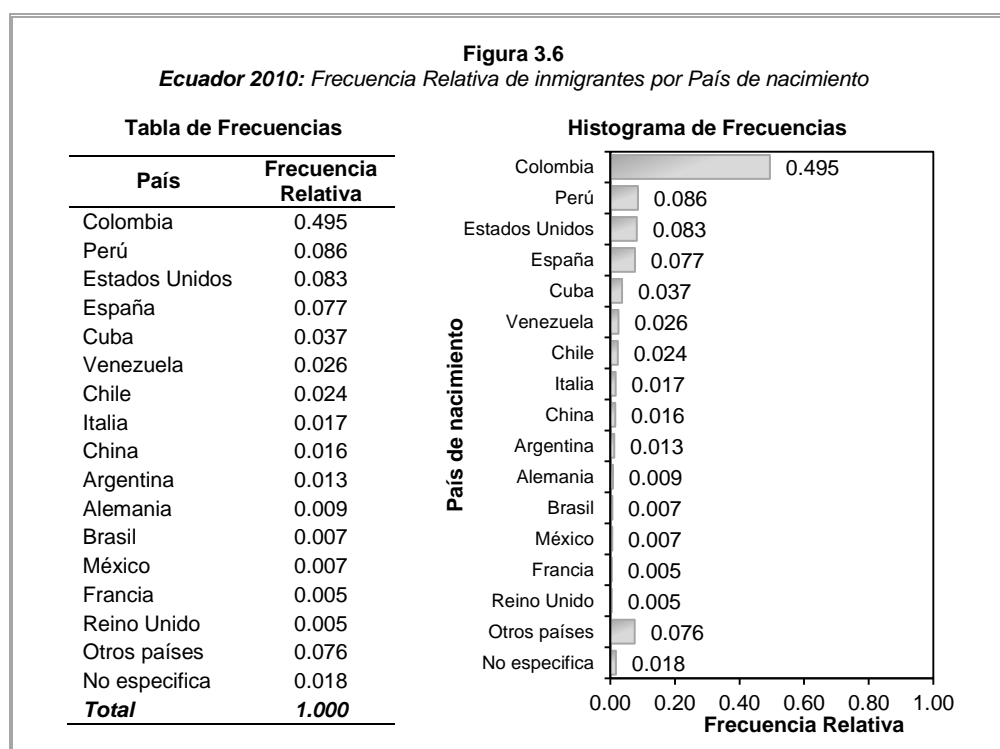 Figura 3.6
Ecuador 2010: Frecuencia Relativa de inmigrantes por País de nacimiento
Tabla de Frecuencias
País Frecuencia Relativa
Colombia 0.495
Perú 0.086
Estados Unidos 0.083
España 0.077
Cuba 0.037
Venezuela 0.026
Chile 0.024
Italia 0.017
China 0.016
Argentina 0.013
Alemania 0.009
Brasil 0.007
México 0.007
Francia 0.005
Reino Unido 0.005
Otros países 0.076
No especifica 0.018
Total 1.000
Histograma de Frecuencias
País de nacimiento
Colombia 0.495
Perú 0.086
Estados Unidos 0.083
España 0.077
Cuba 0.037
Venezuela 0.026
Chile 0.024
Italia 0.017
China 0.016
Argentina 0.013
Alemania 0.009
Brasil 0.007
México 0.007
Francia 0.005
Reino Unido 0.005
Otros países 0.076
No especifica 0.018
0.00 0.20 0.40 0.60 0.80 1.00
Frecuencia Relativa